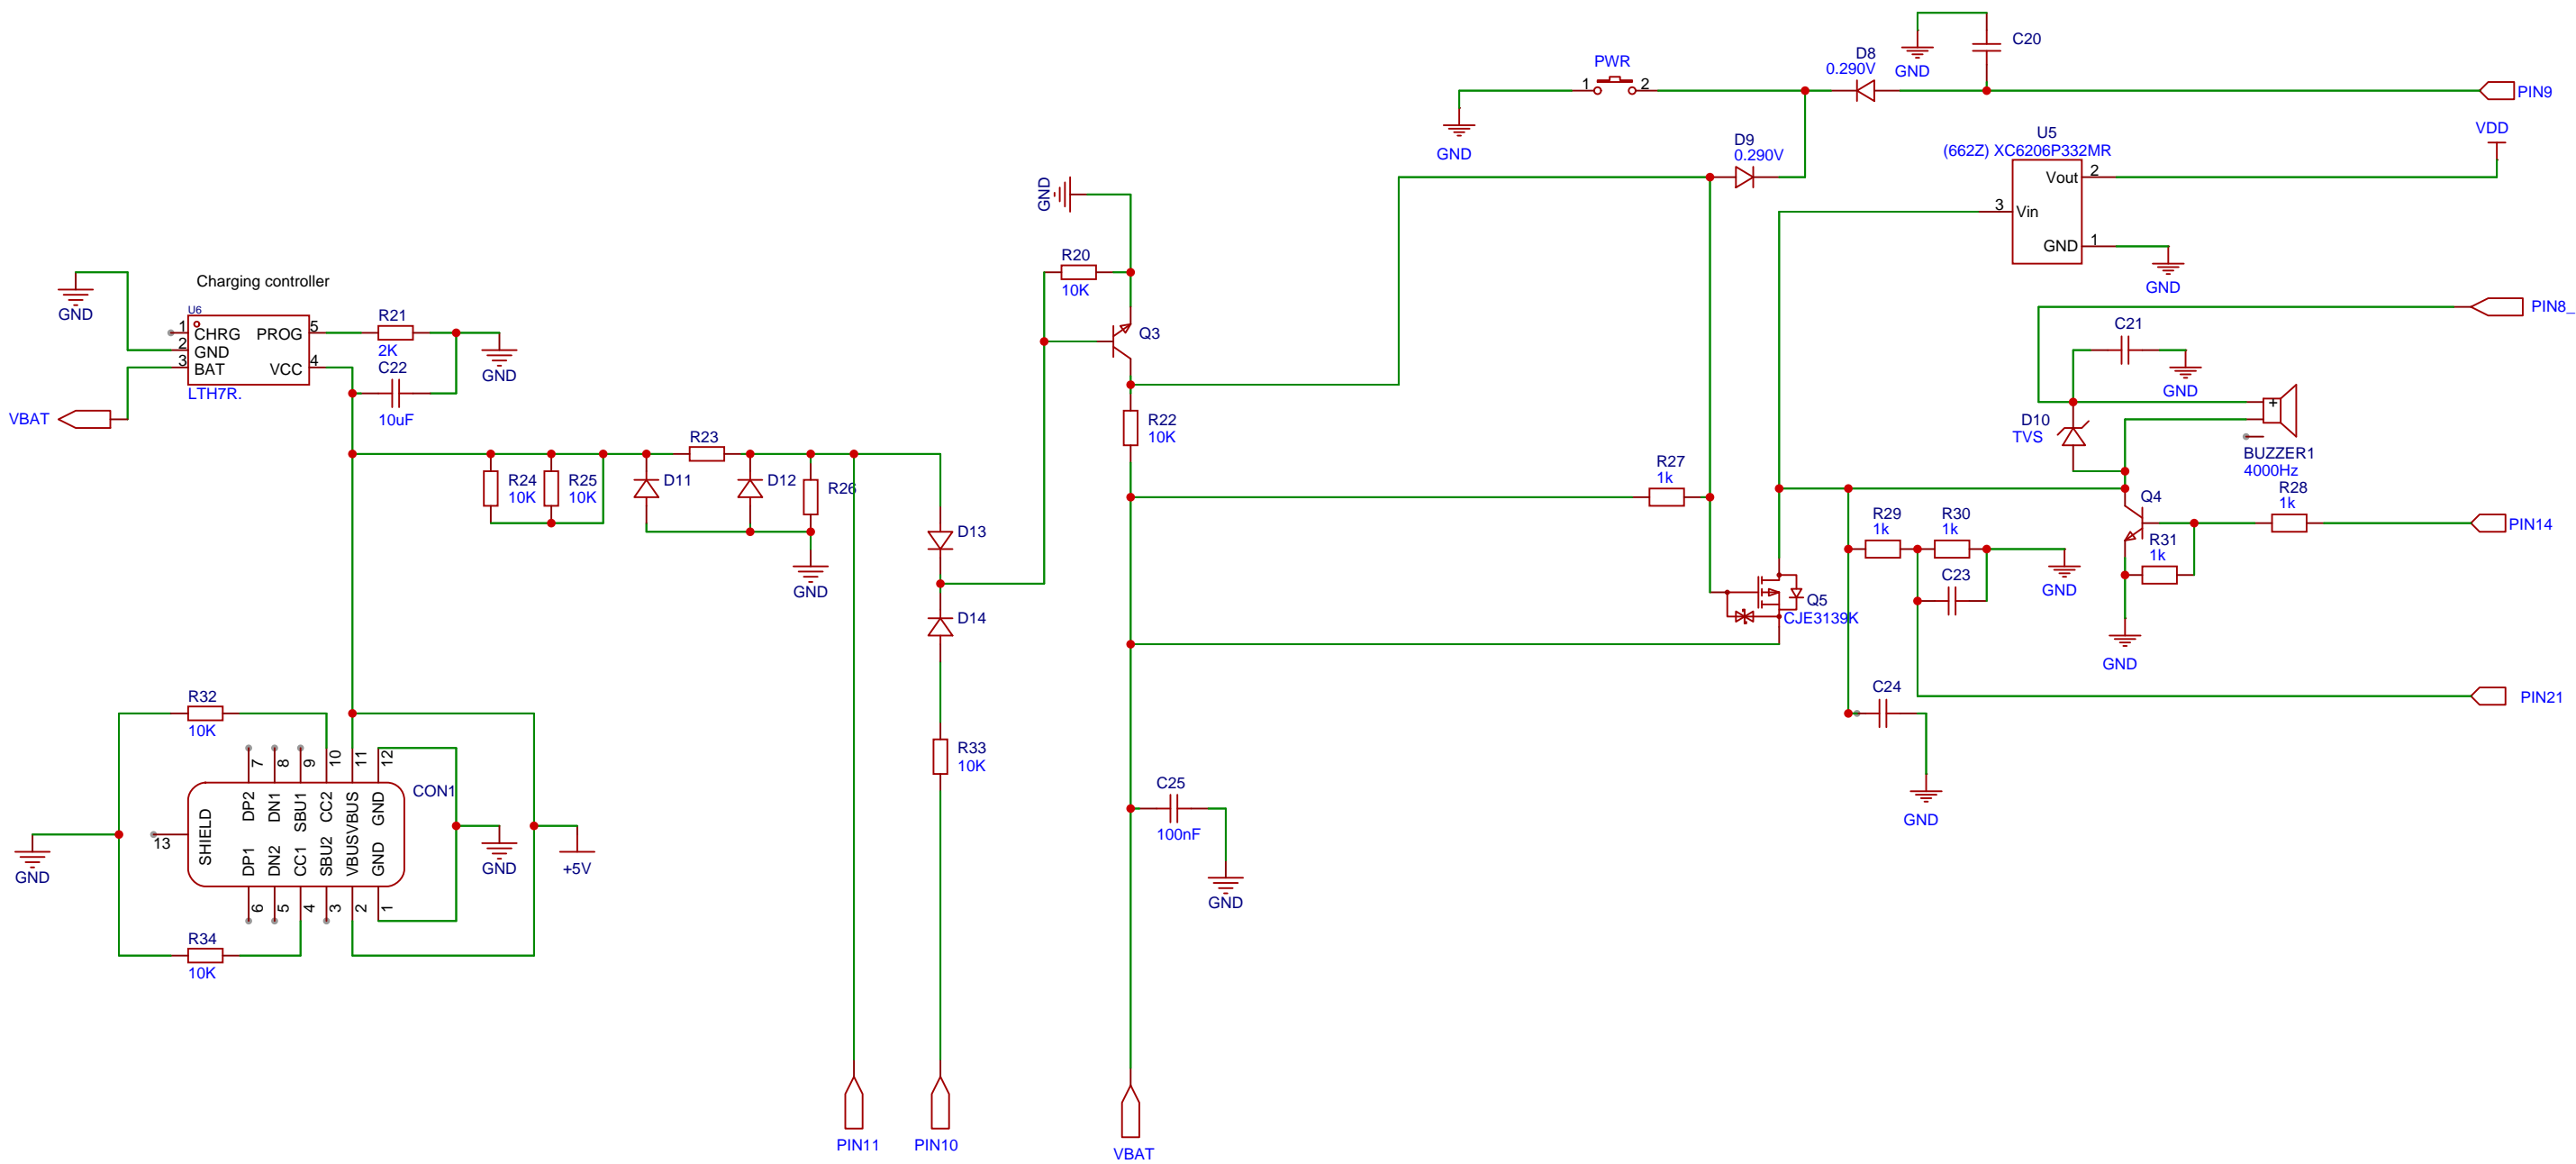 C20
D8
0.290V
GND
PWR
1
2
PIN9
GND
VDD
D9
0.290V
U5
(662Z) XC6206P332MR
Vout
2
3
Vin
GND
1
GND
GND
R20
10K
Q3
Charging controller
GND
U6
1
CHRG
PROG
5
2
GND
3
BAT
VCC
4
LTH7R.
R21
2K
C22
10uF
GND
VBAT
PIN8_
C21
GND
D10
TVS
BUZZER1
4000Hz
+
R22
10K
R23
R24
10K
R25
10K
D11
D12
R26
GND
R27
1k
D13
D14
Q4
R28
1k
PIN14
R29
1k
R30
1k
R31
1k
C23
GND
Q5
CJE3139K
GND
C24
PIN21
GND
R32
10K
7
8
9
10
11
12
CON1
SHIELD
13
DP2
DN1
SBU1
CC2
VBUS
GND
DP1
DN2
CC1
SBU2
VBUS
GND
6
5
4
3
2
1
GND
GND
+5V
R34
10K
R33
10K
C25
100nF
GND
PIN11
PIN10
VBAT